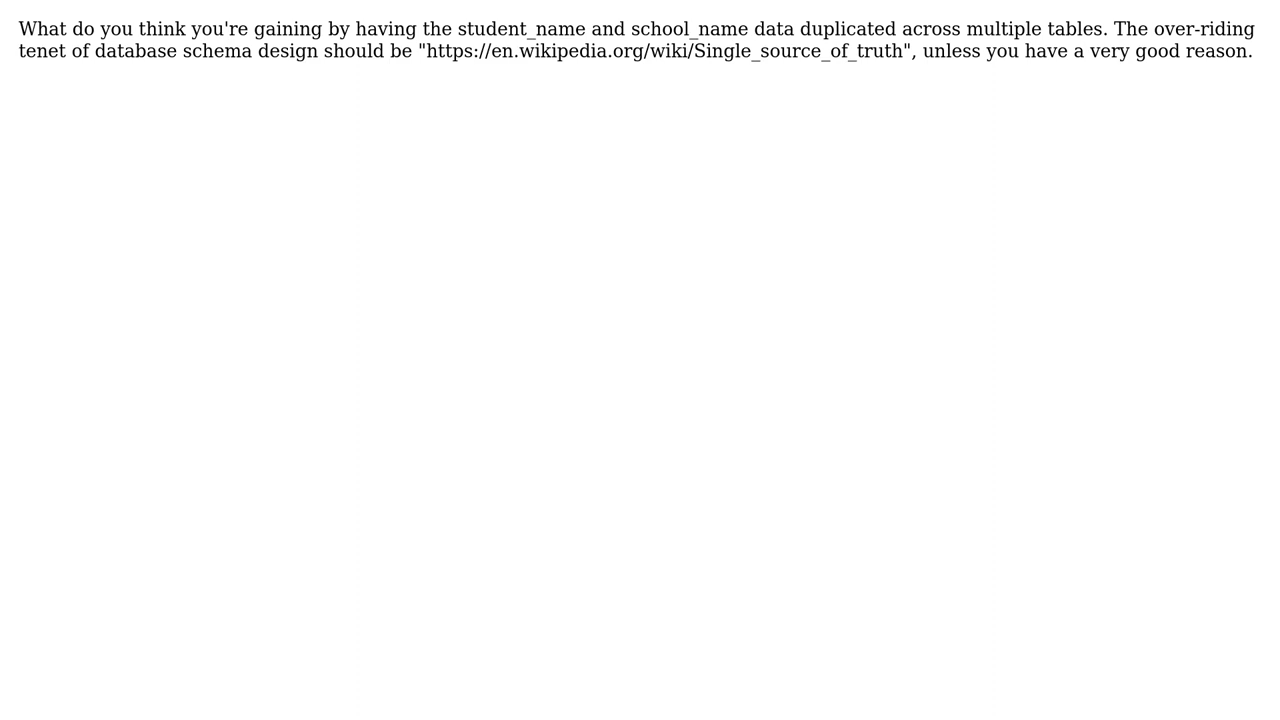 What do you think you're gaining by having the student_name and school_name data duplicated across multiple tables. The over-riding
tenet of database schema design should be "https://en.wikipedia.org/wiki/Single_source_of_truth", unless you have a very good reason.